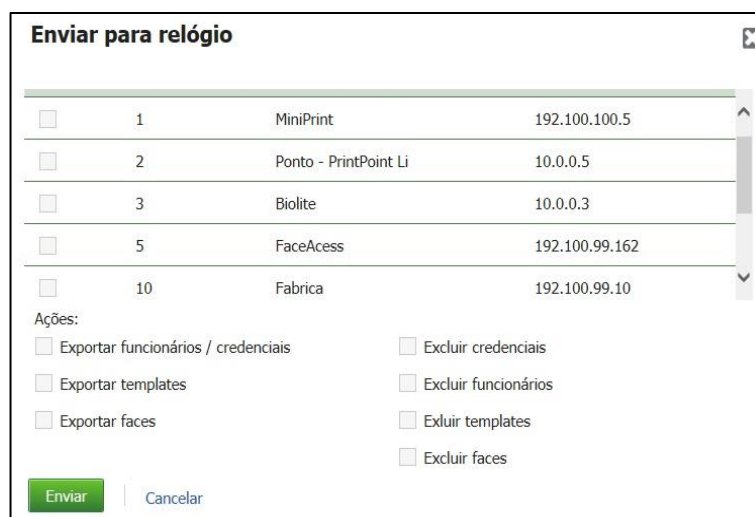 Enviar para relógio
1 MiniPrint 192.100.100.5
2 Ponto - PrintPoint Li 10.0.0.5
3 Biolite 10.0.0.3
5 FaceAcess 192.100.99.162
10 Fabrica 192.100.99.10
Ações:
Exportar funcionários / credenciais Excluir credenciais
Exportar templates Excluir funcionários
Exportar faces Exluir templates
Excluir faces
Enviar Cancelar